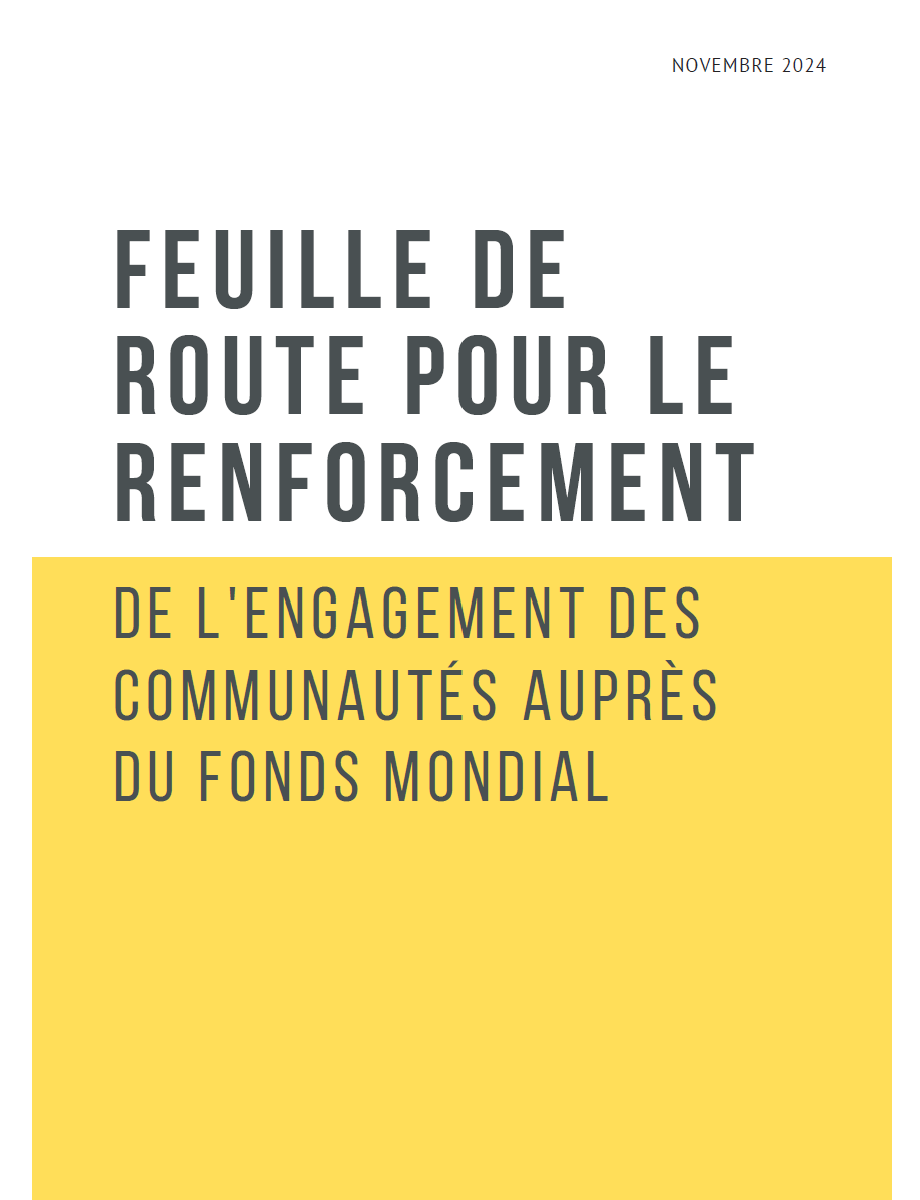 NOVEMBRE 2024
FEUILLE DE
ROUTE POUR LE
RENFORCEMENT
DE L'ENGAGEMENT DES
COMMUNAUTÉS AUPRÈS
DU FONDS MONDIAL